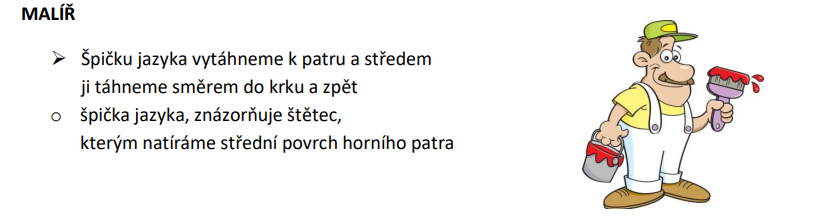 MALÍŘ
➢ Špičku jazyka vytáhneme k patru a středem
ji táhneme směrem do krku a zpět
o špička jazyka, znázorňuje štětec,
kterým natíráme střední povrch horního patra